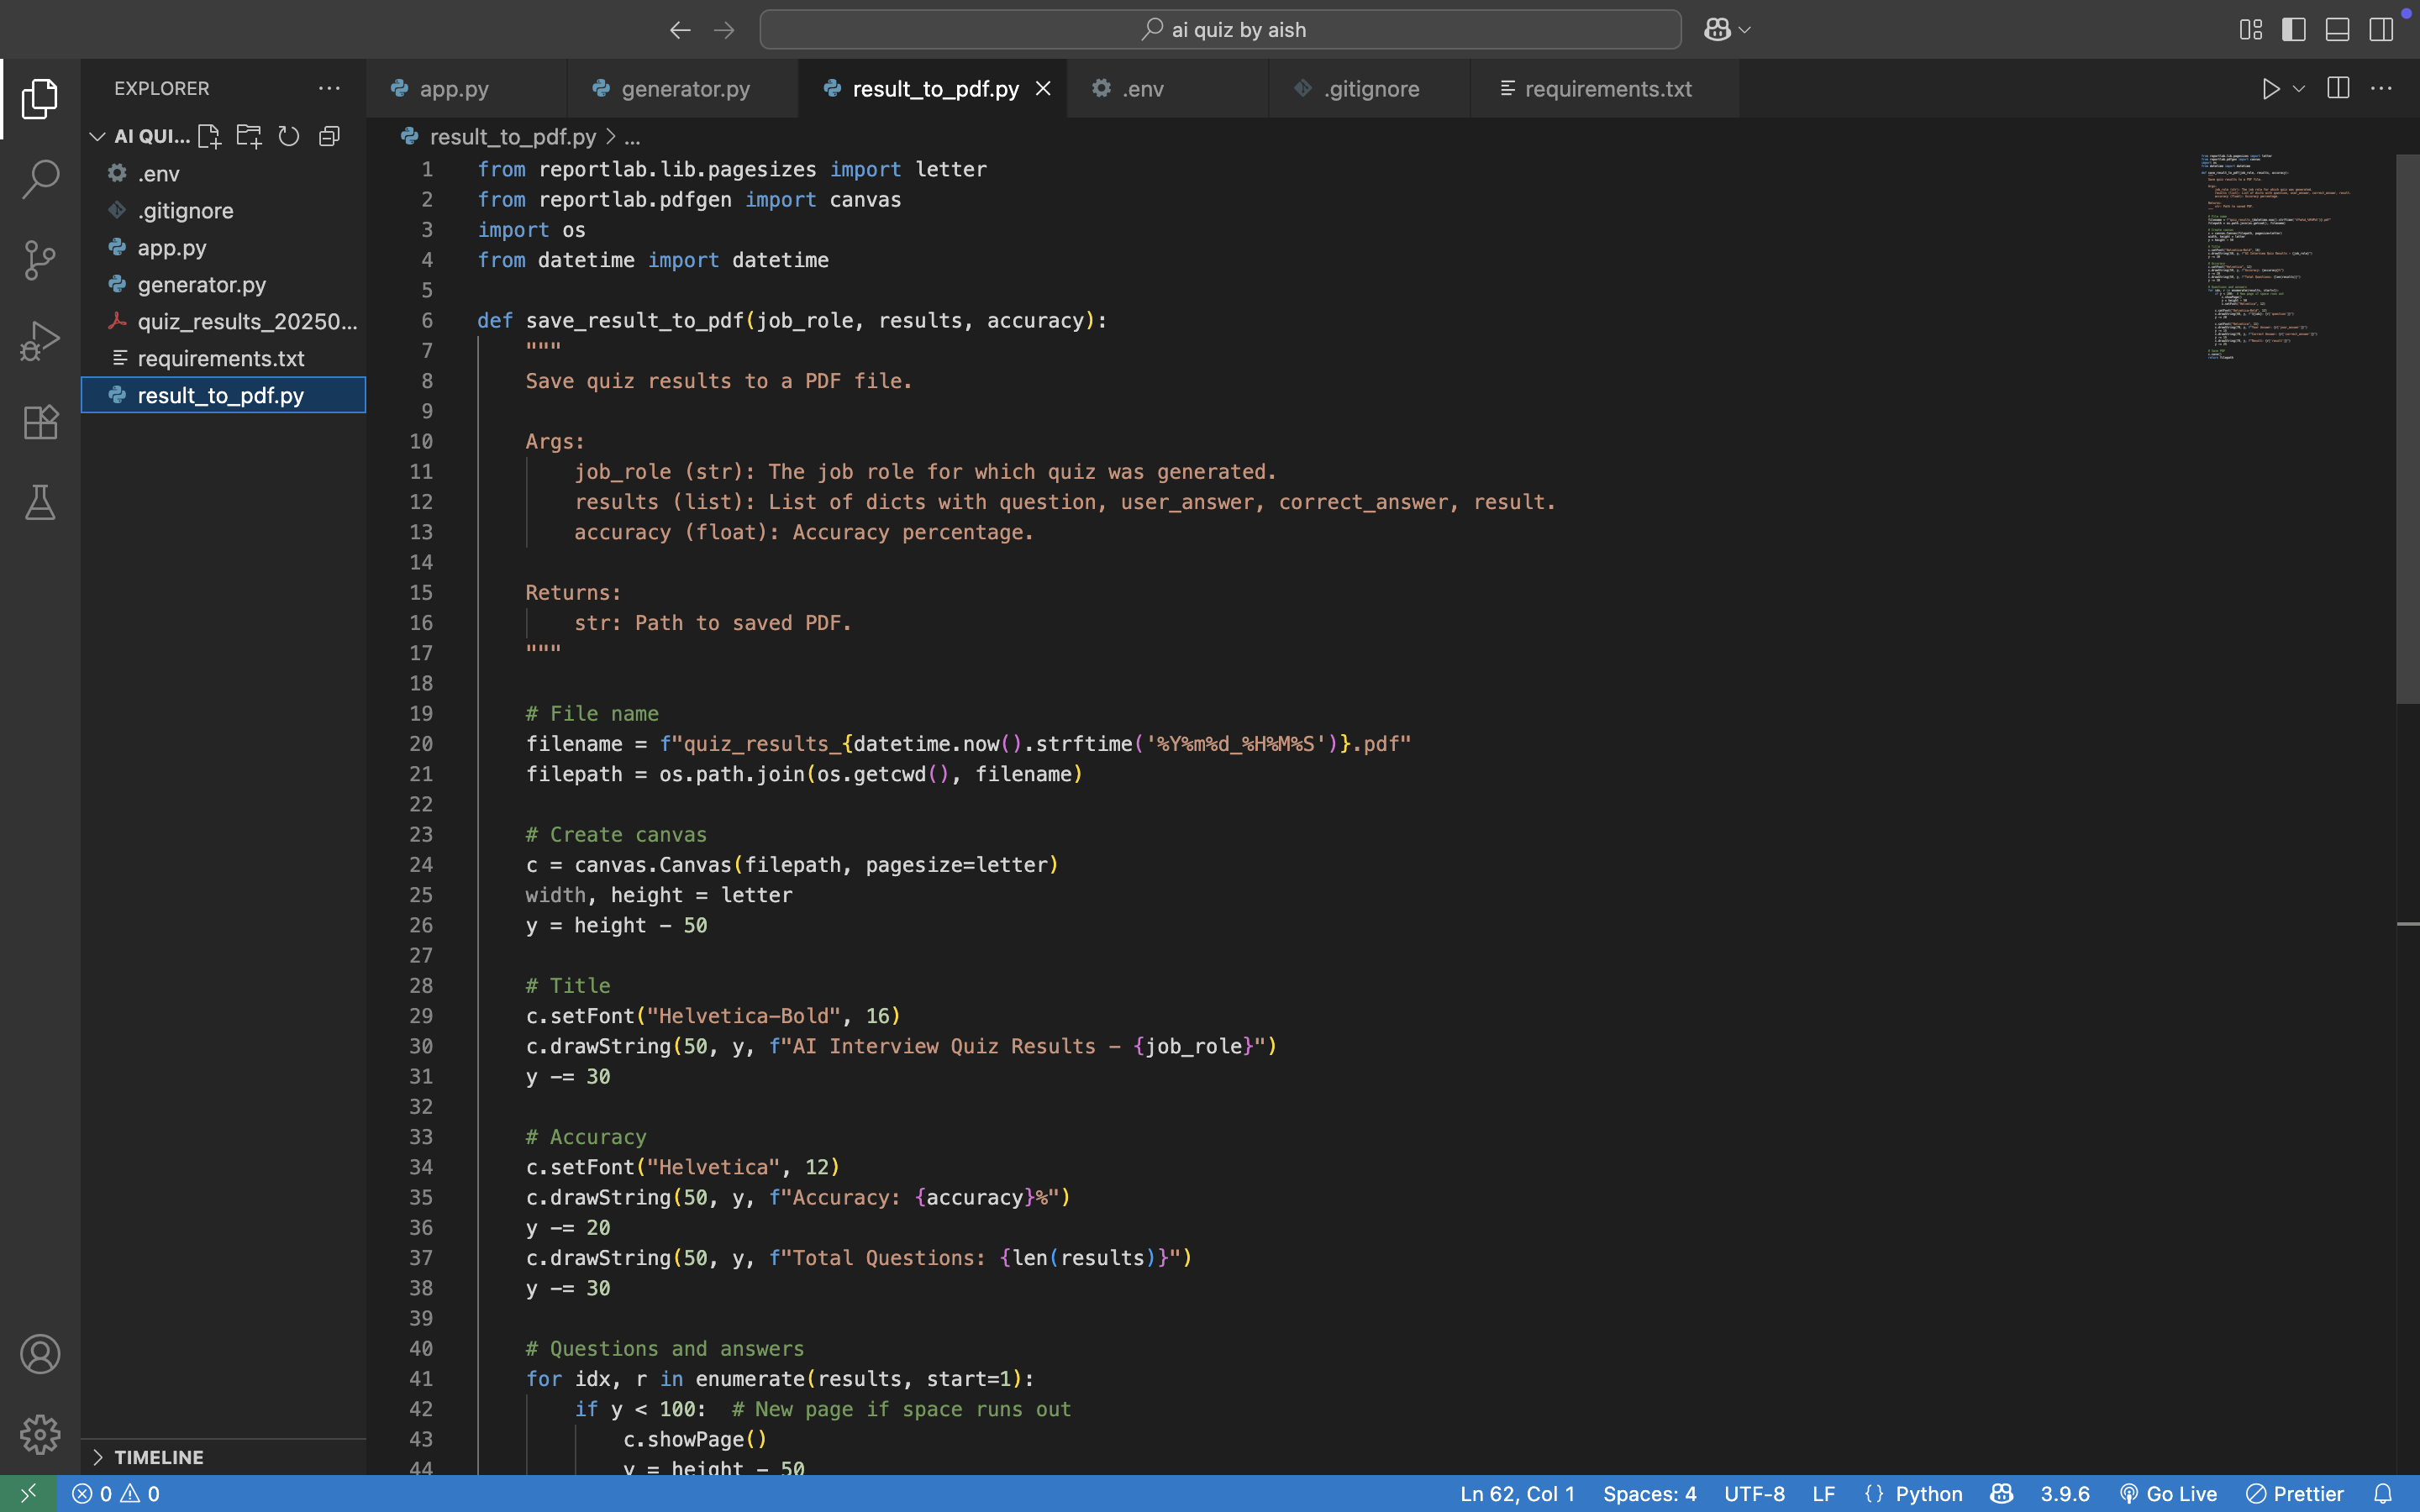 ai quiz by aish
EXPLORER
app.py
generator.py
result_to_pdf.py
.env
.gitignore
requirements.txt
AI QUI...
.env
.gitignore
app.py
generator.py
quiz_results_20250...
requirements.txt
result_to_pdf.py
result_to_pdf.py > ...
1 from reportlab.lib.pagesizes import letter
2 from reportlab.pdfgen import canvas
3 import os
4 from datetime import datetime
5
6 def save_result_to_pdf(job_role, results, accuracy):
7     """
8     Save quiz results to a PDF file.
9
10     Args:
11         job_role (str): The job role for which quiz was generated.
12         results (list): List of dicts with question, user_answer, correct_answer, result.
13         accuracy (float): Accuracy percentage.
14
15     Returns:
16         str: Path to saved PDF.
17     """
18
19     # File name
20     filename = f"quiz_results_{datetime.now().strftime('%Y%m%d_%H%M%S')}.pdf"
21     filepath = os.path.join(os.getcwd(), filename)
22
23     # Create canvas
24     c = canvas.Canvas(filepath, pagesize=letter)
25     width, height = letter
26     y = height - 50
27
28     # Title
29     c.setFont("Helvetica-Bold", 16)
30     c.drawString(50, y, f"AI Interview Quiz Results - {job_role}")
31     y -= 30
32
33     # Accuracy
34     c.setFont("Helvetica", 12)
35     c.drawString(50, y, f"Accuracy: {accuracy}%")
36     y -= 20
37     c.drawString(50, y, f"Total Questions: {len(results)}")
38     y -= 30
39
40     # Questions and answers
41     for idx, r in enumerate(results, start=1):
42         if y < 100:  # New page if space runs out
43             c.showPage()
44             y = height - 50
TIMELINE
0 0
Ln 62, Col 1
Spaces: 4
UTF-8
LF
{} Python
3.9.6
Go Live
Prettier